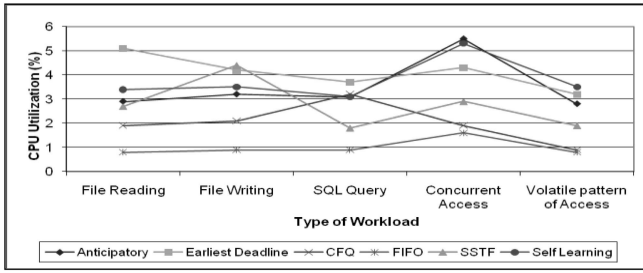 6
5
4
3
2
1
0
CPU Utilization (%)
File Reading File Writing SQL Query Concurrent Access Volatile pattern of Access
Type of Workload
Anticipatory Earliest Deadline CFQ FIFO SSTF Self Learning